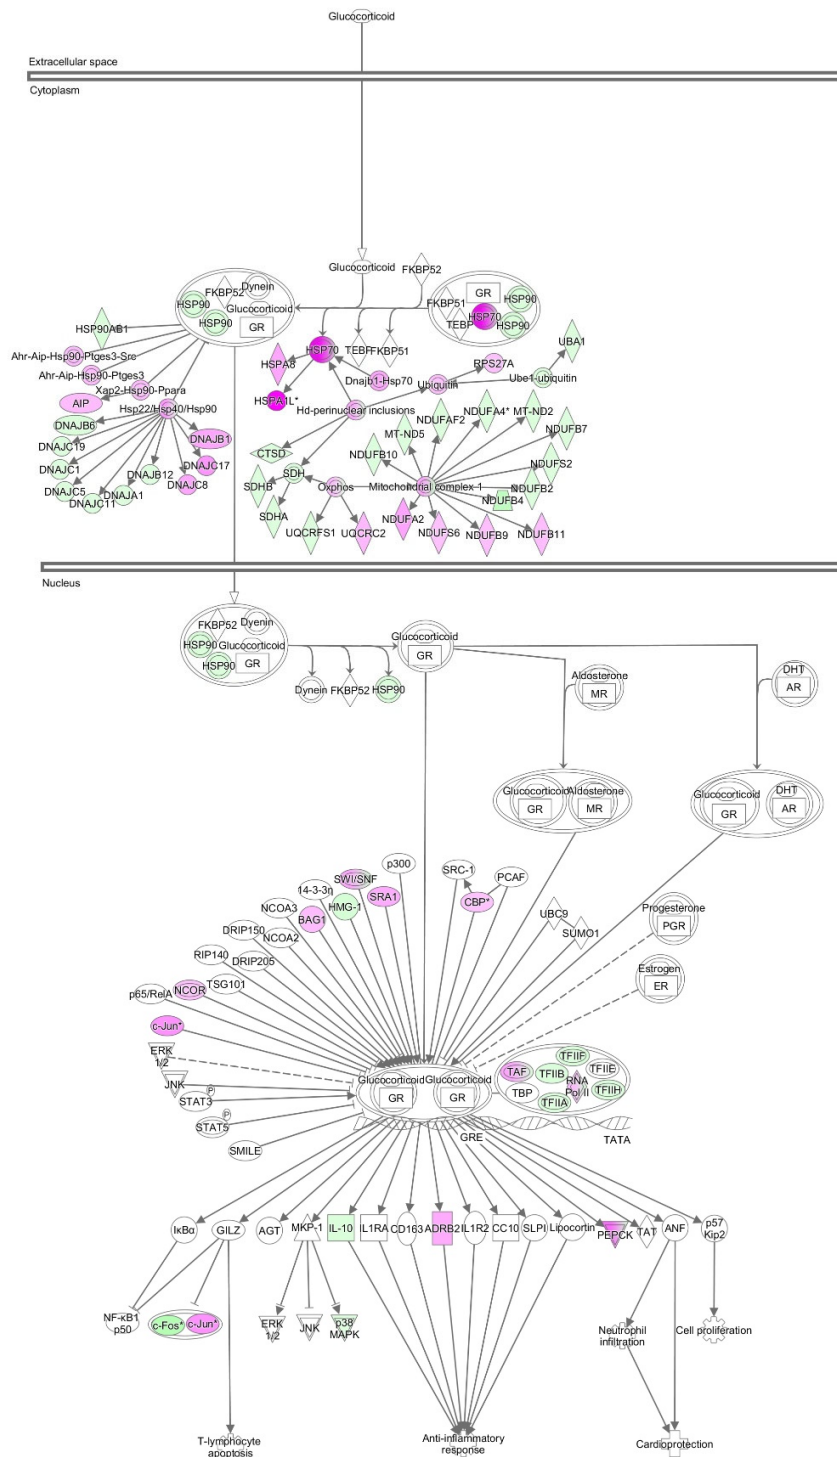 Glucocorticoid
Extracellular space
Cytoplasm
Glucocorticoid
FKBP52
FKBP52
Dynein
HSP90
Glucocorticoid
HSP90
GR
GR
HSP90
FKBP51
HSP70
TEBP
HSP90
HSP90AB1
Ahr-Aip-Hsp90-Ptges3-Src
Ahr-Aip-Hsp90-Ptges3
Xap2-Hsp90-Ppara
AIP
Hsp22/Hsp40/Hsp90
DNAJB6
DNAJB1
DNAJC19
DNAJC17
DNAJC1
DNAJB12
DNAJC8
DNAJC5
DNAJA1
DNAJC11
HSP70
TEBP
FKBP51
HSPA8
Dnajb1-Hsp70
HSPA1L*
Hd-perinuclear inclusions
RPS27A
UBA1
Ubiquitin
Ube1-ubiquitin
NDUFAF2
NDUFA4*
MT-ND2
MT-ND5
NDUFB7
NDUFB10
NDUFS2
CTSD
SDH
Mitochondrial complex 1
NDUFB2
SDHB
Oxphos
NDUFB4
SDHA
UQCRFS1
UQCRC2
NDUFA2
NDUFS6
NDUFB9
NDUFB11
Nucleus
FKBP52
Dyenin
HSP90
Glucocorticoid
HSP90
GR
Glucocorticoid
GR
Dynein
FKBP52
HSP90
Aldosterone
MR
DHT
AR
Glucocorticoid
GR
Aldosterone
MR
Glucocorticoid
GR
DHT
AR
p300
SWI/SNF
14-3-3η
SRA1
HMG-1
NCOA3
BAG1
DRIP150
NCOA2
RIP140
DRIP205
TSG101
NCOR
p65/RelA
SRC-1
PCAF
CBP*
UBC9
SUMO1
Progesterone
PGR
Estrogen
ER
c-Jun*
ERK
1/2
JNK
STAT3
P
STAT5
P
SMILE
Glucocorticoid
GR
Glucocorticoid
GR
TAF
TFIIF
TFIIB
TFIIE
TBP
RNA
Pol II
TFIIH
TFIIA
GRE
TATA
IκBα
GILZ
AGT
MKP-1
IL-10
IL1RA
CD163
ADRB2
IL1R2
CC10
SLPI
Lipocortin
PEPCK
TAT
ANF
p57
Kip2
NF-κB1
p50
c-Fos*
c-Jun*
ERK
1/2
JNK
p38
MAPK
Neutrophil
infiltration
Cell proliferation
T-lymphocyte
apoptosis
Anti-inflammatory
response
Cardioprotection